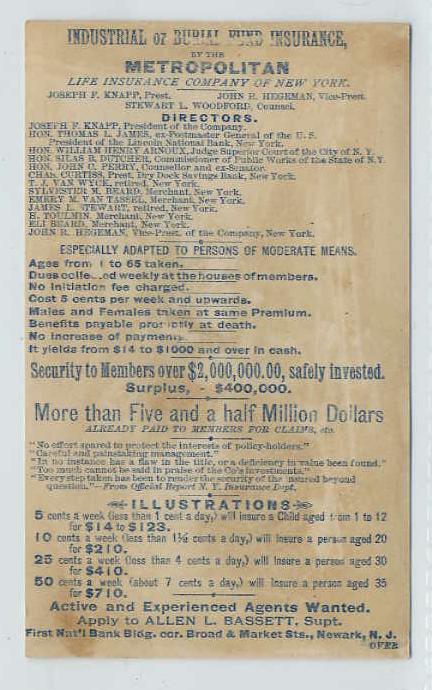 INDUSTRIAL or BURIAL FUND INSURANCE,
BY THE
METROPOLITAN
LIFE INSURANCE COMPANY OF NEW YORK.
JOSEPH F. KNAPP, Prest. JOHN R. HEGEMAN, Vice-Prest.
STEWART L. WOODFORD, Counsel.
DIRECTORS.
JOSEPH F. KNAPP, President of the Company.
HON. THOMAS L. JAMES, ex-Postmaster General of the U. S.
President of the Lincoln National Bank, New York.
HON. WILLIAM HENRY ARNOUX, Judge Superior Court of the City of N. Y.
HON. SILAS B. DUTCHER, Commissioner of Public Works of the State of N.Y.
HON. JOHN C. PERRY, Counsellor and ex-Senator.
CHAS. CURTISS, Prest. Dry Dock Savings Bank, New York.
T. J. VAN WYCK, retired, New York.
SYLVESTER M. BEARD, Merchant, New York.
EMERY M. VAN TASSEL, Merchant, New York.
JAMES L. STEWART, retired, New York.
H. TOULMIN, Merchant, New York.
ELI BEARD, Merchant, New York.
JOHN R. HEGEMAN, Vice-Prest. of the Company, New York.
ESPECIALLY ADAPTED TO PERSONS OF MODERATE MEANS.
Ages from 1 to 65 taken.
Dues collected weekly at the houses of members.
No initiation fee charged.
Cost 5 cents per week and upwards.
Males and Females taken at same Premium.
Benefits payable promptly at death.
No increase of payments.
It yields from $14 to $1000 and over in cash.
Security to Members over $2,000,000.00, safely invested.
Surplus, - $400,000.
More than Five and a half Million Dollars
ALREADY PAID TO MEMBERS FOR CLAIMS, etc.
"No effort spared to protect the interests of policy-holders."
"Careful and painstaking management."
"In no instance has a flaw in the title, or a deficiency in value been found."
"Too much cannot be said in praise of the Co's investments."
"Every step taken has been to render the security of the insured beyond
question."—From Official Report N. Y. Insurance Dept.
ILLUSTRATIONS
5 cents a week (less than 1 cent a day,) will insure a Child aged from 1 to 12
for $14 to $123.
10 cents a week (less than 1½ cents a day,) will insure a person aged 20
for $210.
25 cents a week (less than 4 cents a day,) will insure a person aged 30
for $410.
50 cents a week (about 7 cents a day,) will insure a person aged 35
for $710.
Active and Experienced Agents Wanted.
Apply to ALLEN L. BASSETT, Supt.
First Nat'l Bank Bldg. cor. Broad & Market Sts., Newark, N. J.
OVER